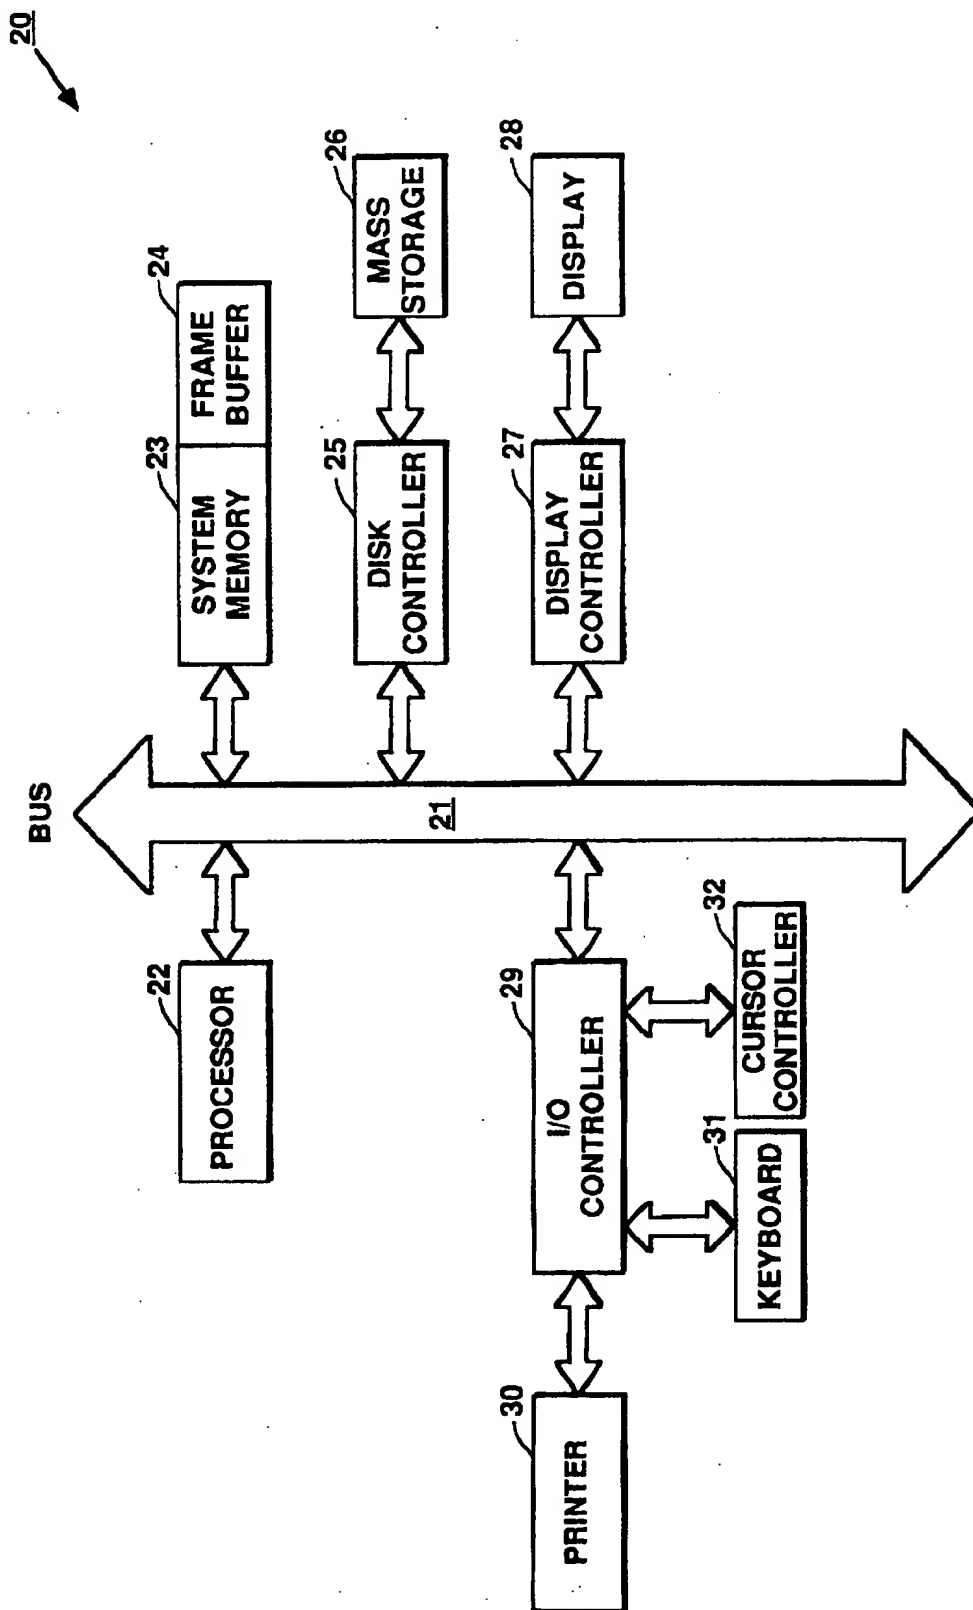 20
BUS
21
22
PROCESSOR
23
SYSTEM
MEMORY
24
FRAME
BUFFER
25
DISK
CONTROLLER
26
MASS
STORAGE
27
DISPLAY
CONTROLLER
28
DISPLAY
29
I/O
CONTROLLER
30
PRINTER
31
KEYBOARD
32
CURSOR
CONTROLLER